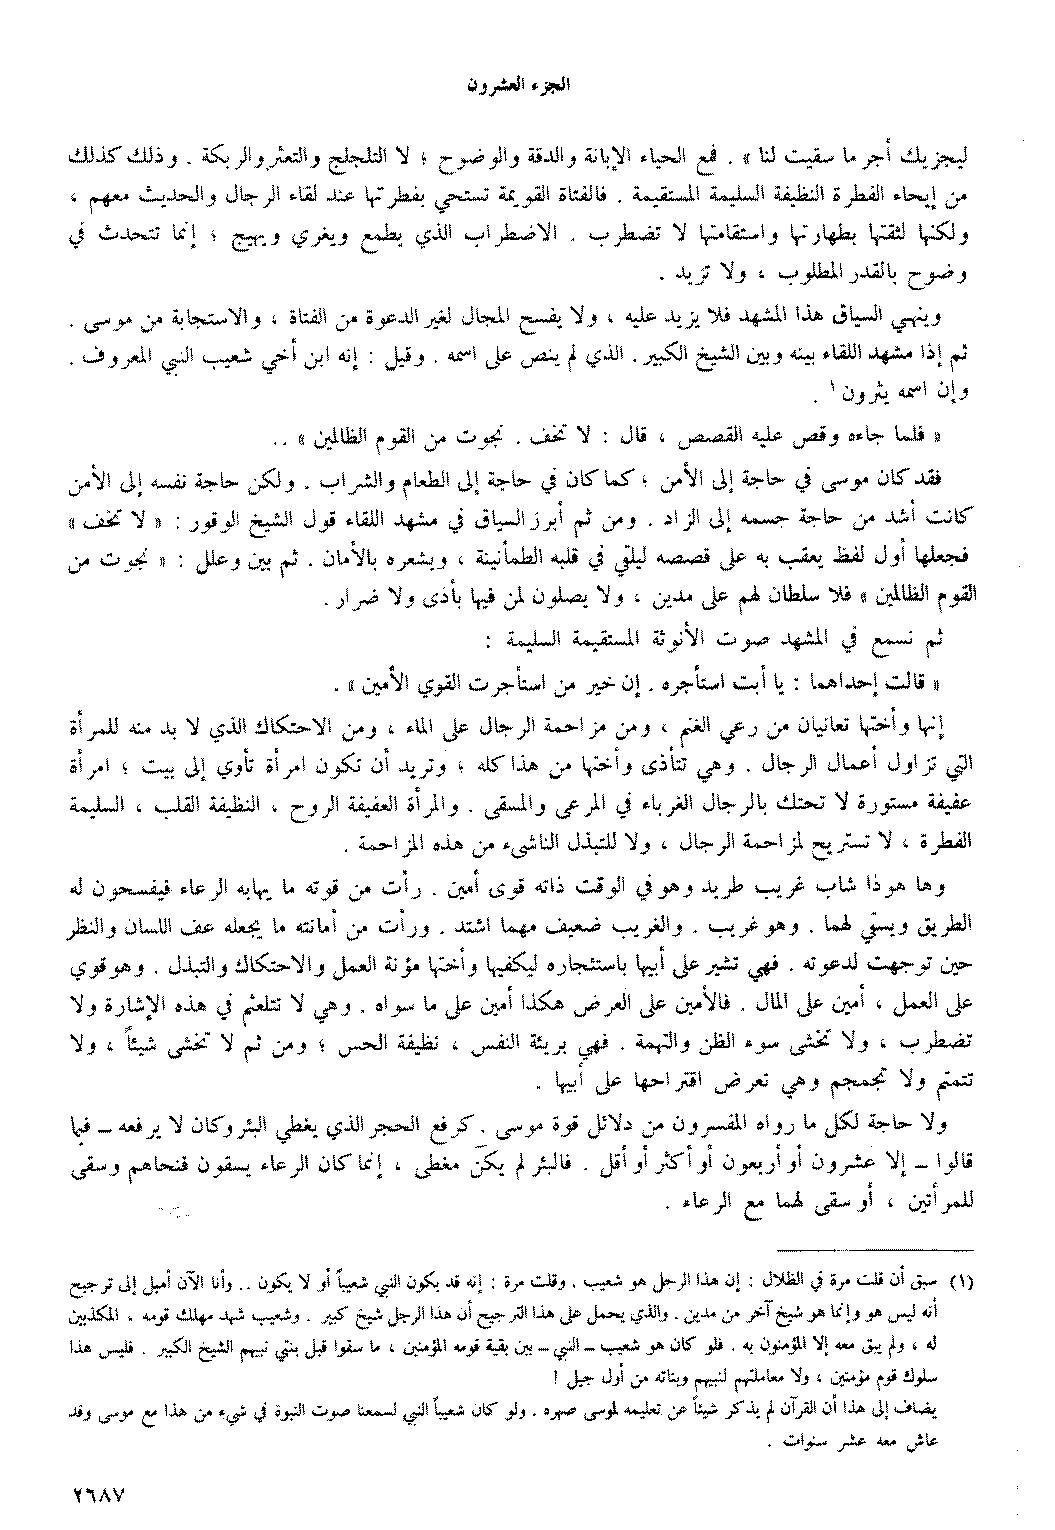 الجزء العشرون
ليجزيك أجر ما سقيت لنا » . فمع الحياء الإبانة والدقة والوضوح ؛ لا التلجلج والتعثر والربكة . وذلك كذلك
من إيحاء الفطرة النظيفة السليمة المستقيمة . فالفتاة القويمة تستحي بفطرتها عند لقاء الرجال والحديث معهم ،
ولكنها لثقتها بطهارتها واستقامتها لا تضطرب . الاضطراب الذي يطمع ويغري ويهيج ؛ إنما تتحدث في
وضوح بالقدر المطلوب ، ولا تزيد .
وينهي السياق هذا المشهد فلا يزيد عليه ، ولا يفسح المجال لغير الدعوة من الفتاة ، والاستجابة من موسى .
ثم إذا مشهد اللقاء بينه وبين الشيخ الكبير . الذي لم ينص على اسمه . وقيل : إنه ابن أخي شعيب النبي المعروف .
وإن اسمه يثرون ١ .
« فلما جاءه وقص عليه القصص ، قال : لا تخف . نجوت من القوم الظالمين » ..
فقد كان موسى في حاجة إلى الأمن ؛ كما كان في حاجة إلى الطعام والشراب . ولكن حاجة نفسه إلى الأمن
كانت أشد من حاجة جسمه إلى الزاد . ومن ثم أبرز السياق في مشهد اللقاء قول الشيخ الوقور : « لا تخف »
فجعلها أول لفظ يعقب به على قصصه ليلقي في قلبه الطمأنينة ، ويشعره بالأمان . ثم بين وعلل : « نجوت من
القوم الظالمين » فلا سلطان لهم على مدين ، ولا يصلون لمن فيها بأذى ولا ضرار .
ثم نسمع في المشهد صوت الأنوثة المستقيمة السليمة :
« قالت إحداهما : يا أبت استأجره . إن خير من استأجرت القوي الأمين » .
إنها وأختها تعانيان من رعي الغنم ، ومن مزاحمة الرجال على الماء ، ومن الاحتكاك الذي لا بد منه للمرأة
التي تزاول أعمال الرجال . وهي تتأذى وأختها من هذا كله ؛ وتريد أن تكون امرأة تأوي إلى بيت ؛ امرأة
عفيفة مستورة لا تحتك بالرجال الغرباء في المرعى والمسقى . والمرأة العفيفة الروح ، النظيفة القلب ، السليمة
الفطرة ، لا تستريح لمزاحمة الرجال ، ولا للتبذل الناشىء من هذه المزاحمة .
وها هو ذا شاب غريب طريد وهو في الوقت ذاته قوى أمين . رأت من قوته ما يهابه الرعاء فيفسحون له
الطريق ويسقي لهما . وهو غريب . والغريب ضعيف مهما اشتد . ورأت من أمانته ما يجعله عف اللسان والنظر
حين توجهت لدعوته . فهي تشير على أبيها باستئجاره ليكفيها وأختها مؤنة العمل والاحتكاك والتبذل . وهو قوي
على العمل ، أمين على المال . فالأمين على العرض هكذا أمين على ما سواه . وهي لا تتلعثم في هذه الإشارة ولا
تضطرب ، ولا تخشى سوء الظن والتهمة . فهي بريئة النفس ، نظيفة الحس ؛ ومن ثم لا تخشى شيئاً ، ولا
تتمتم ولا تجمجم وهي تعرض اقتراحها على أبيها .
ولا حاجة لكل ما رواه المفسرون من دلائل قوة موسى . كرفع الحجر الذي يغطي البئر وكان لا يرفعه – فيما
قالوا – إلا عشرون أو أربعون أو أكثر أو أقل . فالبئر لم يكن مغطى ، إنما كان الرعاء يسقون فنحاهم وسقى
للمرأتين ، أو سقى لهما مع الرعاء .
(١) سبق أن قلت مرة في الظلال : إن هذا الرجل هو شعيب . وقلت مرة : إنه قد يكون النبي شعيباً أو لا يكون .. وأنا الآن أميل إلى ترجيح
أنه ليس هو وإنما هو شيخ آخر من مدين . والذي يحمل على هذا الترجيح أن هذا الرجل شيخ كبير . وشعيب شهد مهلك قومه ، المكذبين
له ، ولم يبق معه إلا المؤمنون به . فلو كان هو شعيب – النبي – بين بقية قومه المؤمنين ، ما سقوا قبل بنتي نبيهم الشيخ الكبير . فليس هذا
سلوك قوم مؤمنين ، ولا معاملتهم لنبيهم وبناته من أول جيل !
يضاف إلى هذا أن القرآن لم يذكر شيئاً عن تعليمه لموسى صهره . ولو كان شعيباً النبي لسمعنا صوت النبوة في شيء من هذا مع موسى وقد
عاش معه عشر سنوات .
٢٦٨٧